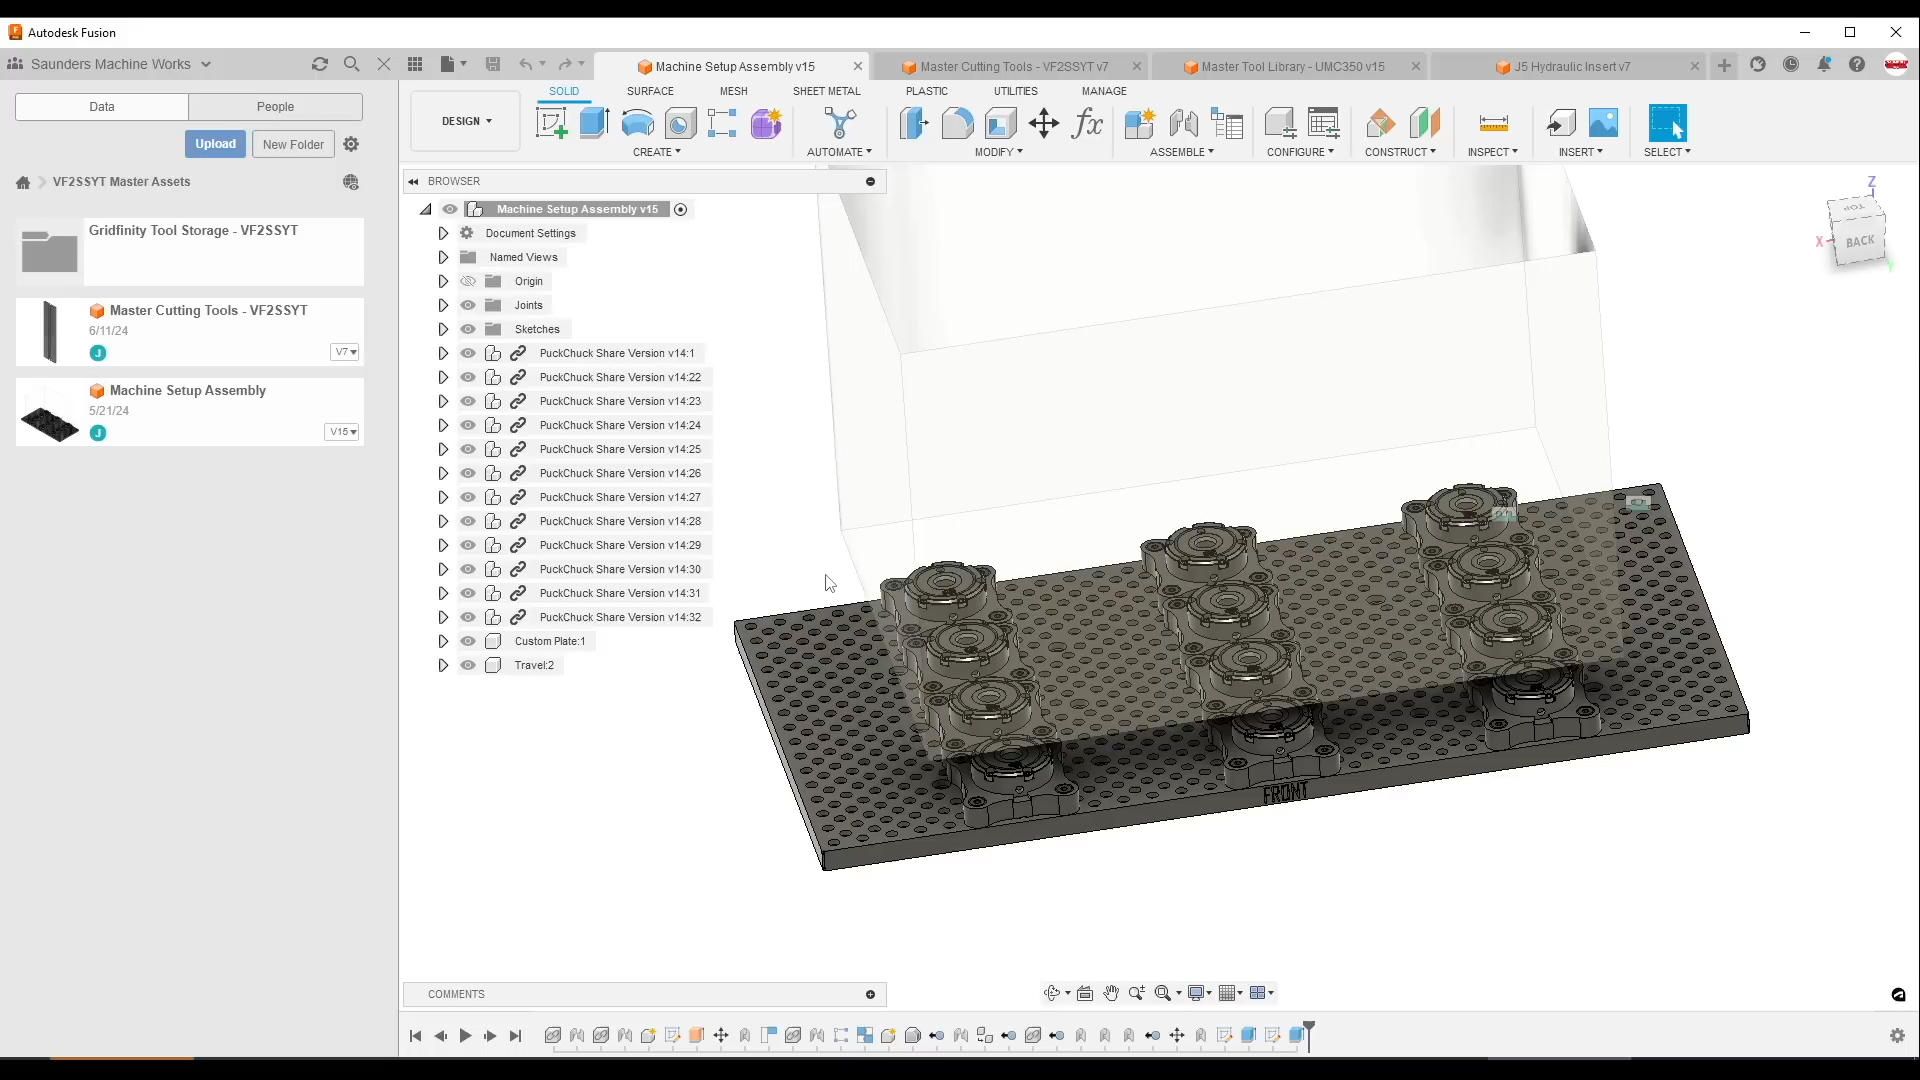 Autodesk Fusion
Saunders Machine Works
Machine Setup Assembly v15
Master Cutting Tools - VF2SSYT v7
Master Tool Library - UMC350 v15
J5 Hydraulic Insert v7
Data
People
Upload
New Folder
VF2SSYT Master Assets
Gridfinity Tool Storage - VF2SSYT
Master Cutting Tools - VF2SSYT
6/11/24
J
V7
Machine Setup Assembly
5/21/24
J
V15
DESIGN
SOLID
SURFACE
MESH
SHEET METAL
PLASTIC
UTILITIES
MANAGE
CREATE
AUTOMATE
MODIFY
ASSEMBLE
CONFIGURE
CONSTRUCT
INSPECT
INSERT
SELECT
BROWSER
Machine Setup Assembly v15
Document Settings
Named Views
Origin
Joints
Sketches
PuckChuck Share Version v14:1
PuckChuck Share Version v14:22
PuckChuck Share Version v14:23
PuckChuck Share Version v14:24
PuckChuck Share Version v14:25
PuckChuck Share Version v14:26
PuckChuck Share Version v14:27
PuckChuck Share Version v14:28
PuckChuck Share Version v14:29
PuckChuck Share Version v14:30
PuckChuck Share Version v14:31
PuckChuck Share Version v14:32
Custom Plate:1
Travel:2
Z
TOP
X
BACK
Y
FRONT
COMMENTS